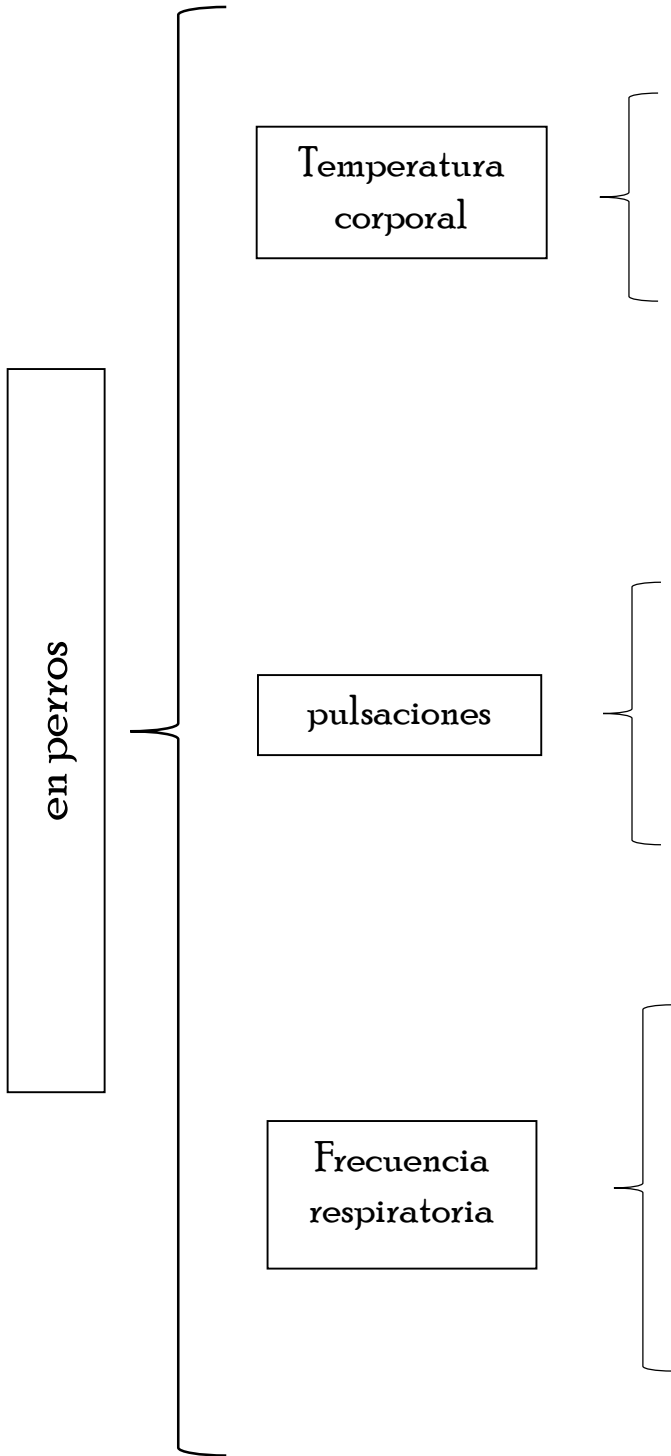 en perros
Temperatura
corporal
pulsaciones
Frecuencia
respiratoria